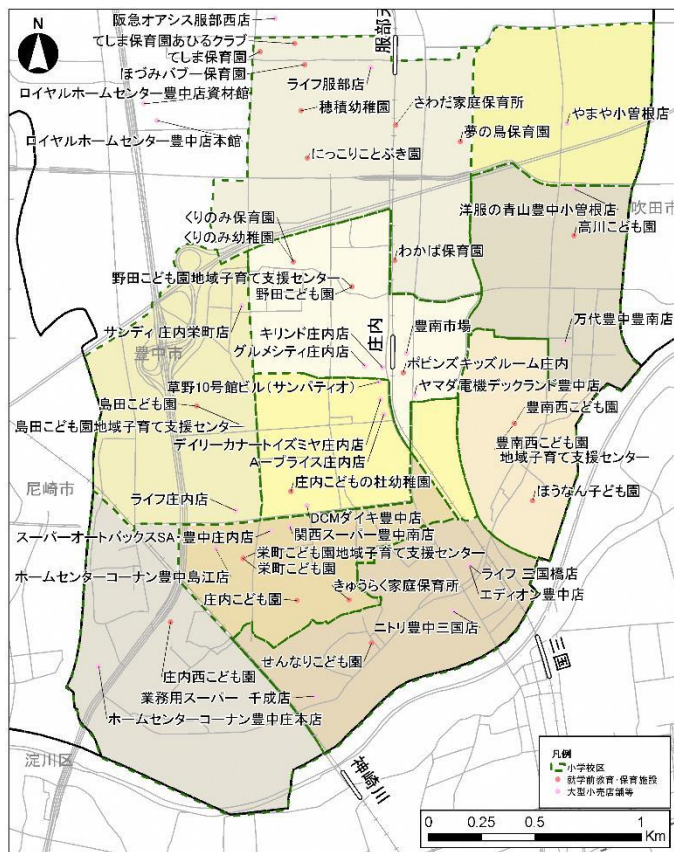 阪急オアシス服部西店
てしま保育園あひるクラブ
てしま保育園
ほづみバブー保育園
ロイヤルホームセンター豊中店資材館
ライフ服部店
穂積幼稚園
さわだ家庭保育所
やまや小曽根店
ロイヤルホームセンター豊中店本館
夢の鳥保育園
にっこりことぶき園
N
服部天
洋服の青山豊中小曽根店
吹田市
高川こども園
くりのみ保育園
くりのみ幼稚園
わかば保育園
野田こども園地域子育て支援センター
野田こども園
サンディ 庄内栄町店
キリンド庄内店
庄内
豊南市場
万代豊中豊南店
豊中市
グルメシティ庄内店
ポピンズキッズルーム庄内
草野10号館ビル(サンパティオ)
ヤマダ電機テックランド豊中店
島田こども園
豊南西こども園
島田こども園地域子育て支援センター
デイリーカナートイズミヤ庄内店
豊南西こども園
地域子育て支援センター
Aープライス庄内店
尼崎市
庄内こどもの杜幼稚園
ほうなん子ども園
ライフ庄内店
DCMダイキ豊中店
スーパーオートバックスSA・豊中庄内店
関西スーパー豊中南店
栄町こども園地域子育て支援センター
栄町こども園
ホームセンターコーナン豊中島江店
ライフ 三国橋店
きゅうらく家庭保育所
エディオン豊中店
庄内こども園
ニトリ豊中三国店
三国
せんなりこども園
庄内西こども園
業務用スーパー 千成店
ホームセンターコーナン豊中庄本店
淀川区
神崎川
凡例
小学校区
就学前教育・保育施設
大型小売店舗等
0 0.25 0.5 1
Km